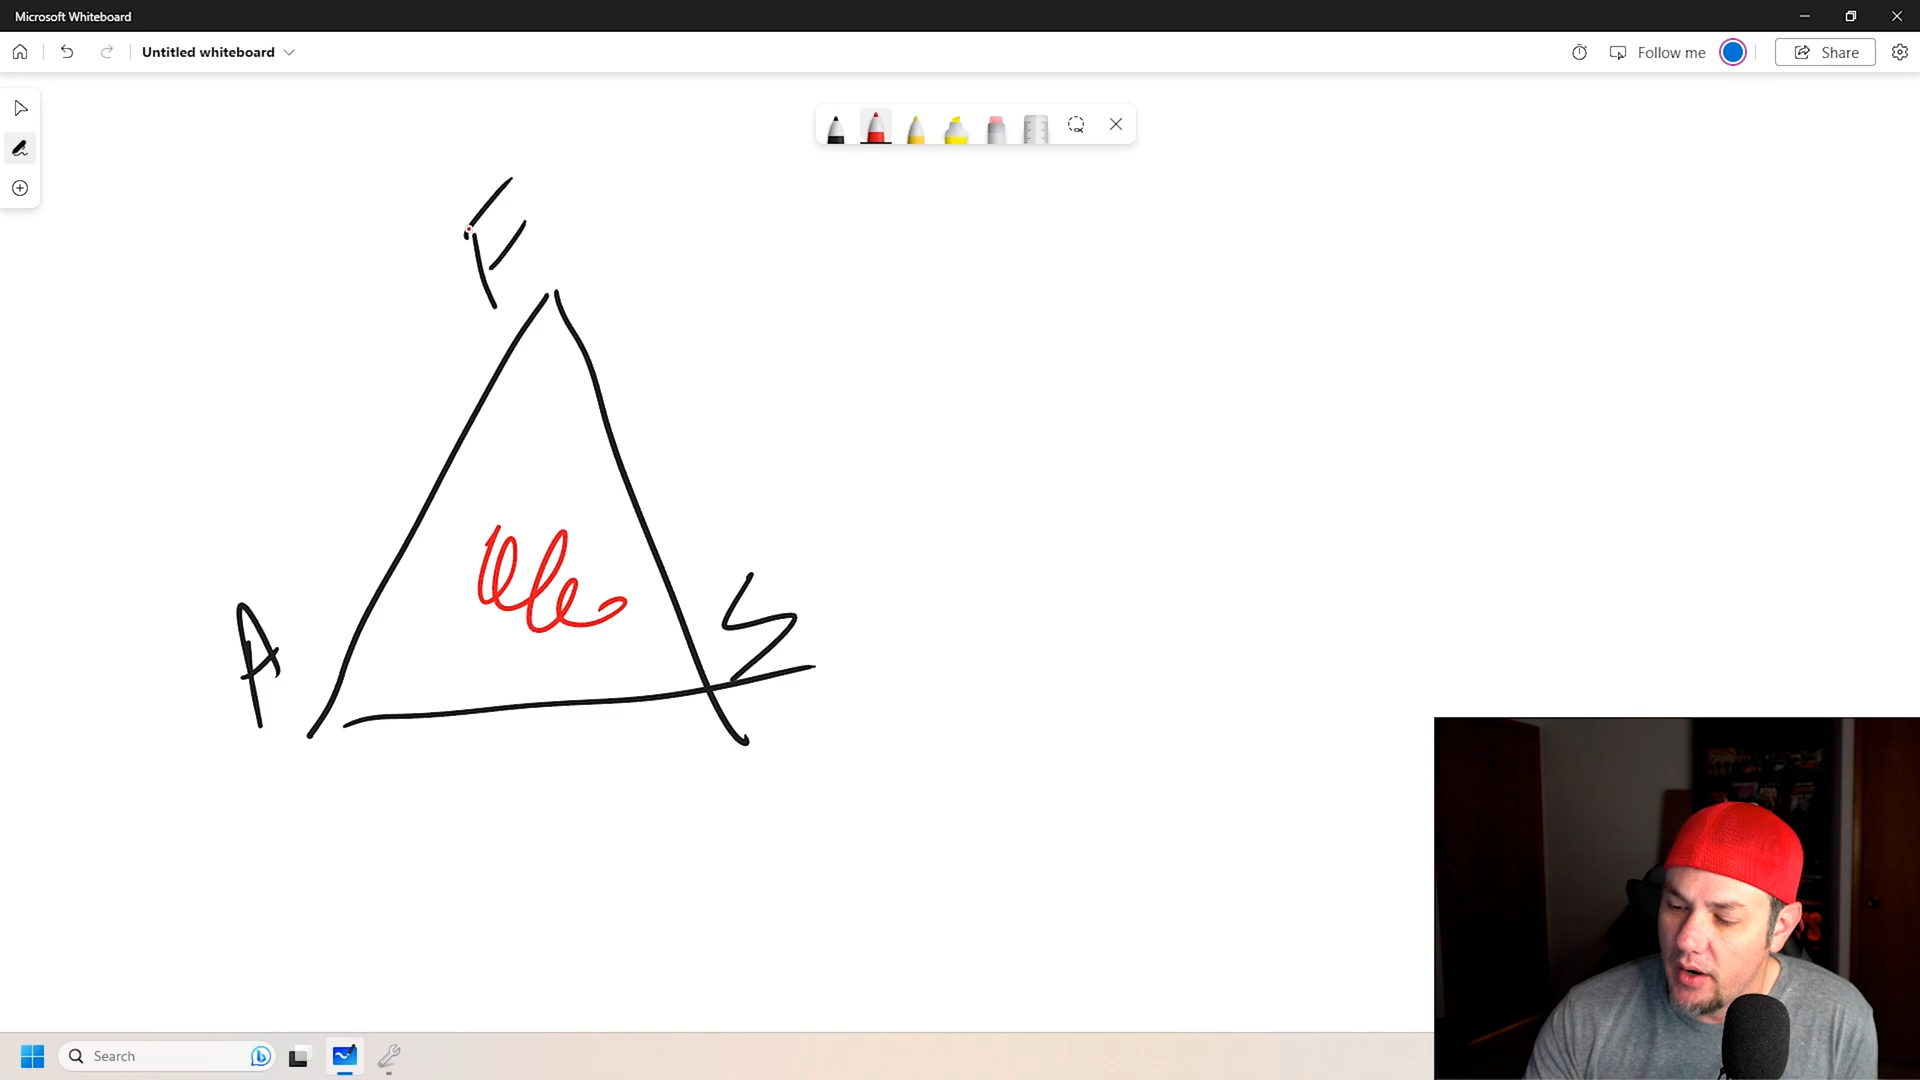 Microsoft Whiteboard
Untitled whiteboard
Follow me
Share
F
A
S
Search